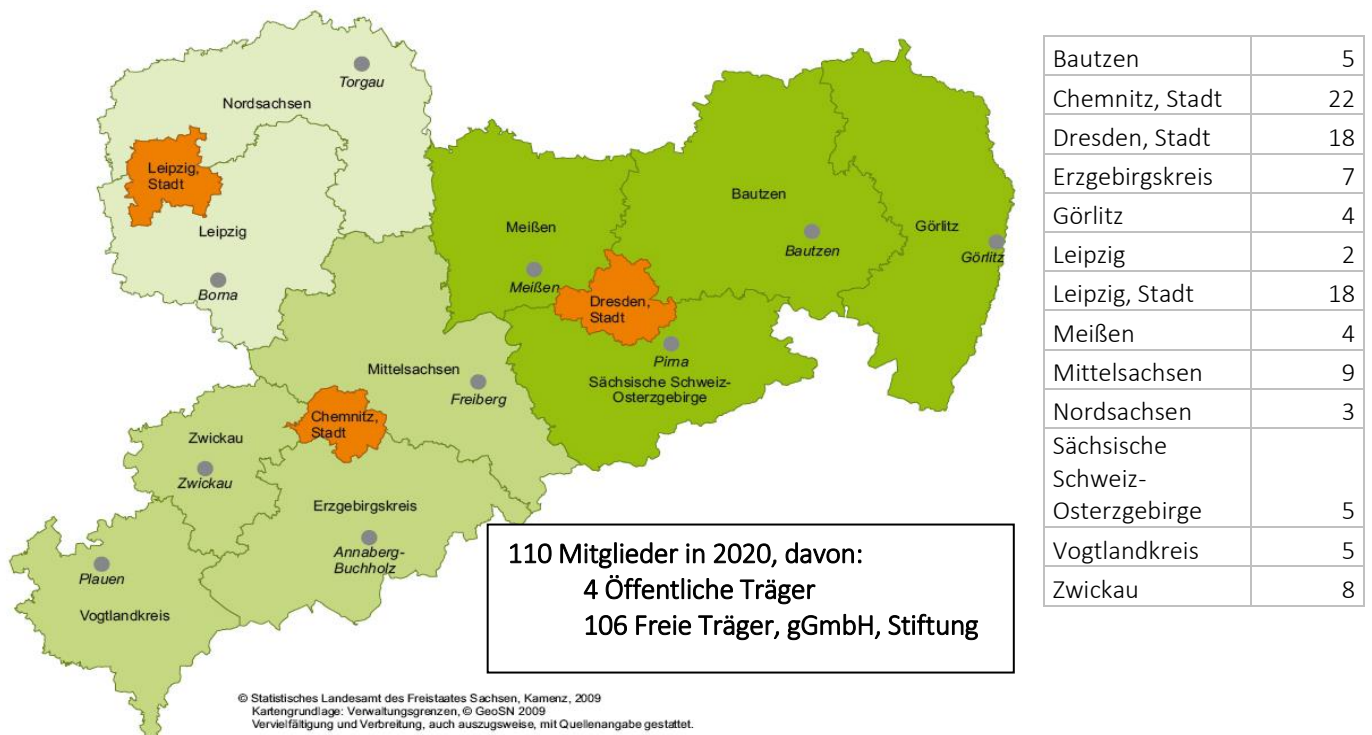 Torgau
Nordsachsen
Leipzig,
Stadt
Leipzig
Borna
Meißen
Meißen
Bautzen
Bautzen
Görlitz
Görlitz
Dresden,
Stadt
Pirna
Sächsische Schweiz-
Osterzgebirge
Mittelsachsen
Freiberg
Chemnitz,
Stadt
Zwickau
Zwickau
Erzgebirgskreis
Annaberg-
Buchholz
Plauen
Vogtlandkreis
110 Mitglieder in 2020, davon:
4 Öffentliche Träger
106 Freie Träger, gGmbH, Stiftung
© Statistisches Landesamt des Freistaates Sachsen, Kamenz, 2009
Kartengrundlage: Verwaltungsgrenzen, © GeoSN 2009
Vervielfältigung und Verbreitung, auch auszugsweise, mit Quellenangabe gestattet.
Bautzen 5
Chemnitz, Stadt 22
Dresden, Stadt 18
Erzgebirgskreis 7
Görlitz 4
Leipzig 2
Leipzig, Stadt 18
Meißen 4
Mittelsachsen 9
Nordsachsen 3
Sächsische
Schweiz-
Osterzgebirge 5
Vogtlandkreis 5
Zwickau 8